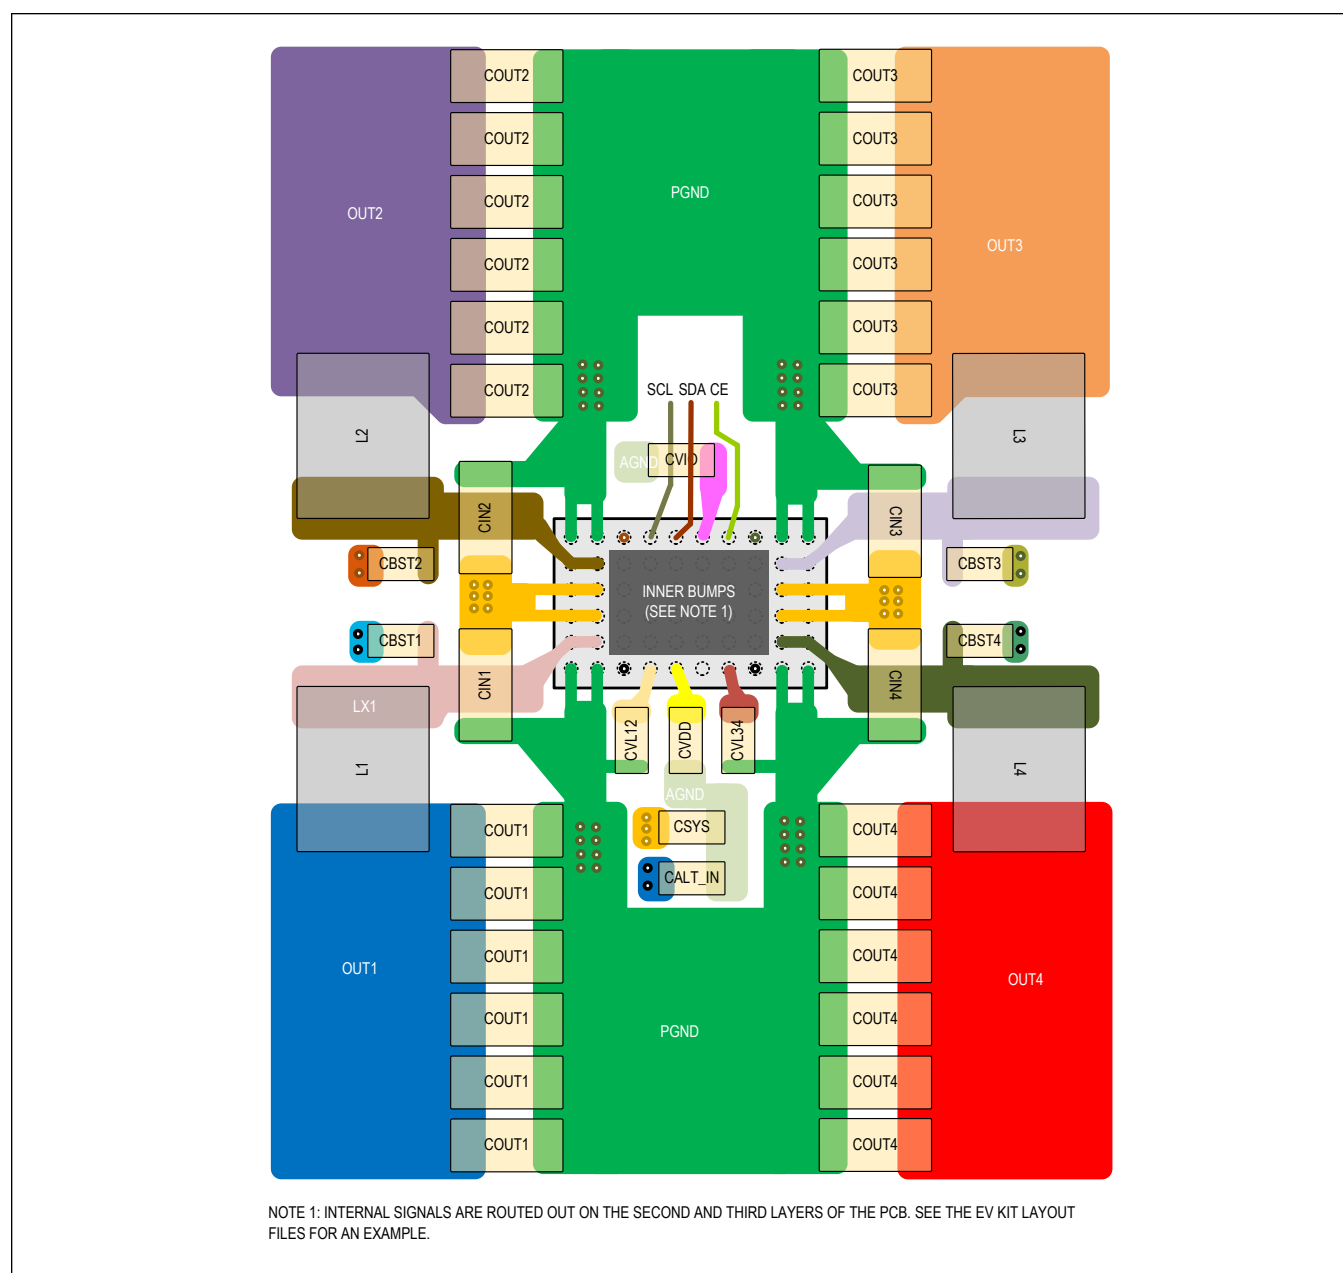 COUT2
COUT3
COUT2
COUT3
PGND
COUT2
COUT3
OUT2
OUT3
COUT2
COUT3
COUT2
COUT3
COUT2
COUT3
SCL SDA CE
L2
L3
AGND
CVIO
CIN2
CIN3
CBST2
CBST3
INNER BUMPS
(SEE NOTE 1)
CBST1
CBST4
CIN1
CIN4
LX1
CVL12
CVDD
CVL34
L1
L4
AGND
COUT1
CSYS
COUT4
CALT_IN
COUT1
COUT4
COUT1
COUT4
OUT1
OUT4
COUT1
COUT4
PGND
COUT1
COUT4
COUT1
COUT4
NOTE 1: INTERNAL SIGNALS ARE ROUTED OUT ON THE SECOND AND THIRD LAYERS OF THE PCB. SEE THE EV KIT LAYOUT
FILES FOR AN EXAMPLE.